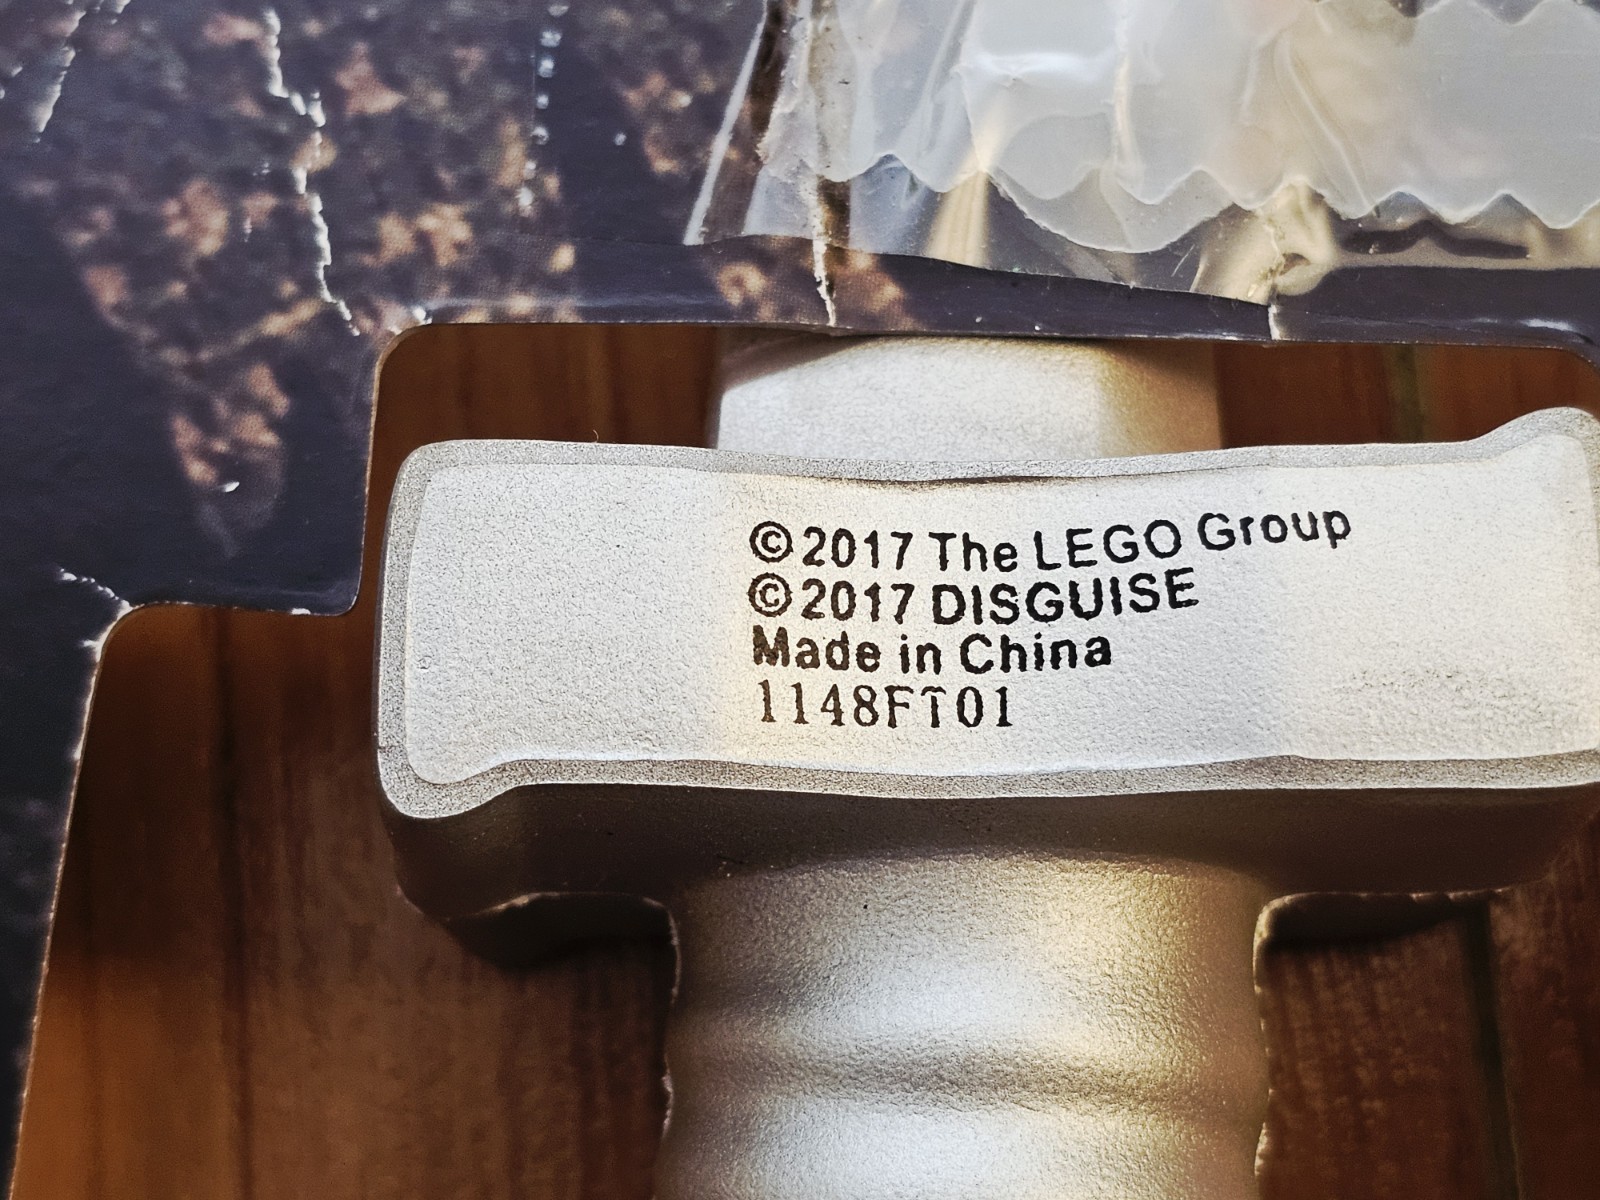 ©2017 The LEGO Group
©2017 DISGUISE
Made in China
1148FT01